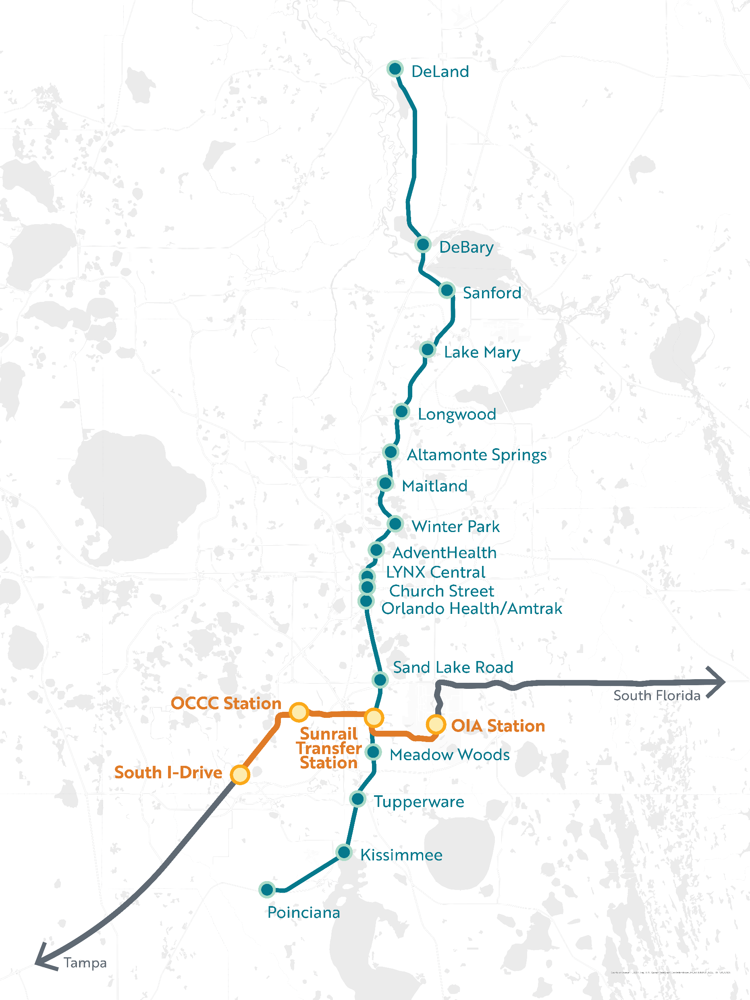 DeLand
DeBary
Sanford
Lake Mary
Longwood
Altamonte Springs
Maitland
Winter Park
AdventHealth
LYNX Central
Church Street
Orlando Health/Amtrak
Sand Lake Road
South Florida
OCCC Station
OIA Station
Sunrail
Transfer
Station
Meadow Woods
South I-Drive
Tupperware
Kissimmee
Poinciana
Tampa